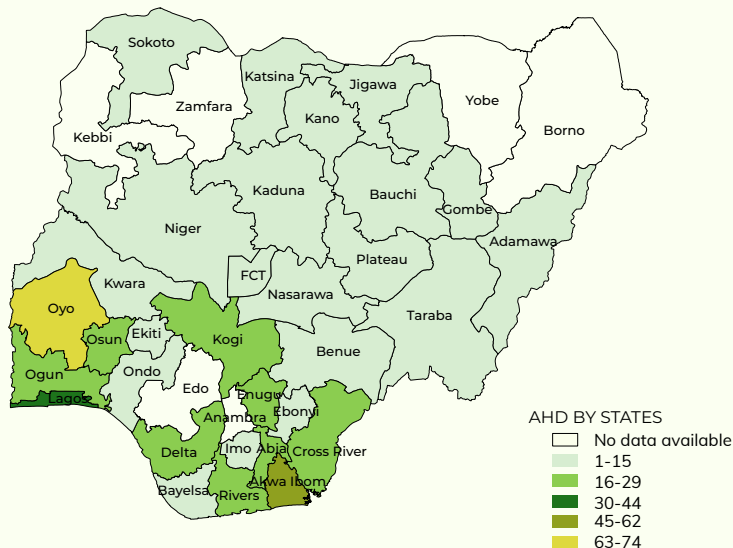 Sokoto
Katsina
Jigawa
Yobe
Zamfara
Kano
Borno
Kebbi
Kaduna
Bauchi
Gombe
Niger
Adamawa
Plateau
FCT
Kwara
Nasarawa
Oyo
Taraba
Ekiti
Osun
Kogi
Benue
Ondo
Ogun
Edo
Lagos
Enugu
Ebonyi
Anambra
Delta
Imo
Abia
Cross River
Akwa Ibom
Bayelsa
Rivers
AHD BY STATES
No data available
1-15
16-29
30-44
45-62
63-74